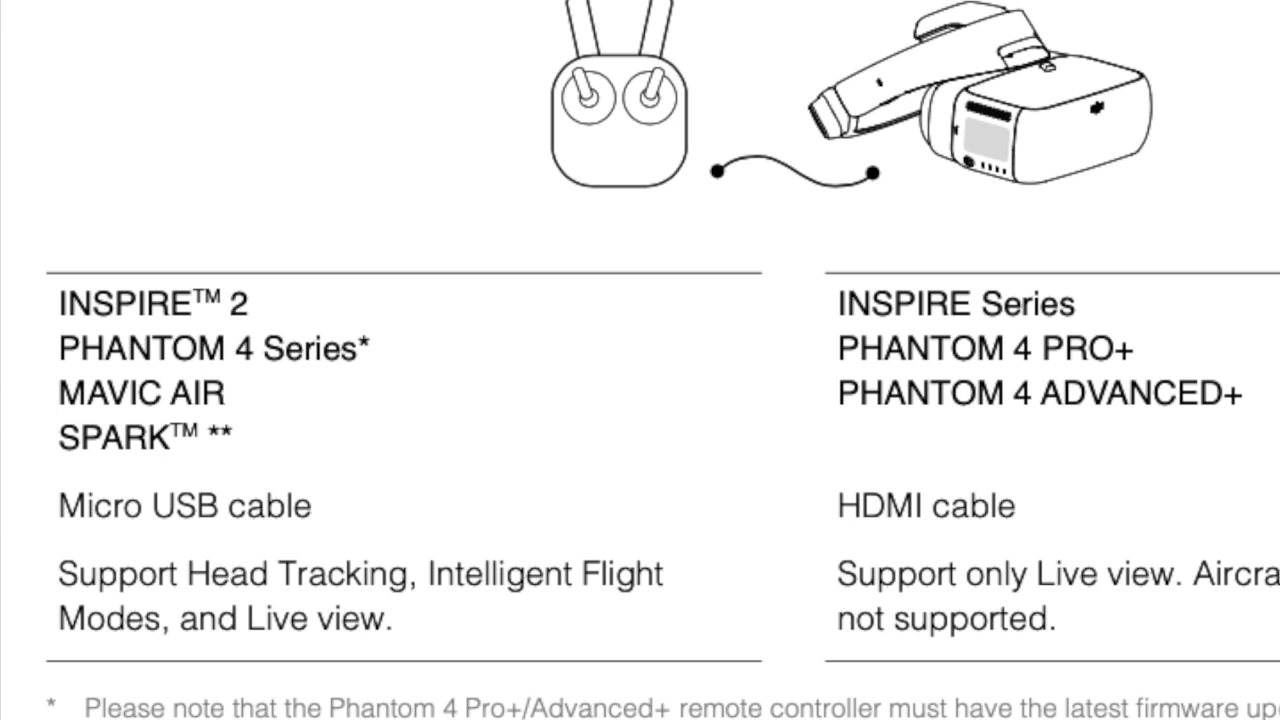 INSPIRE™ 2
PHANTOM 4 Series*
MAVIC AIR
SPARK™ **
Micro USB cable
Support Head Tracking, Intelligent Flight
Modes, and Live view.
INSPIRE Series
PHANTOM 4 PRO+
PHANTOM 4 ADVANCED+
HDMI cable
Support only Live view. Aircra
not supported.
* Please note that the Phantom 4 Pro+/Advanced+ remote controller must have the latest firmware up